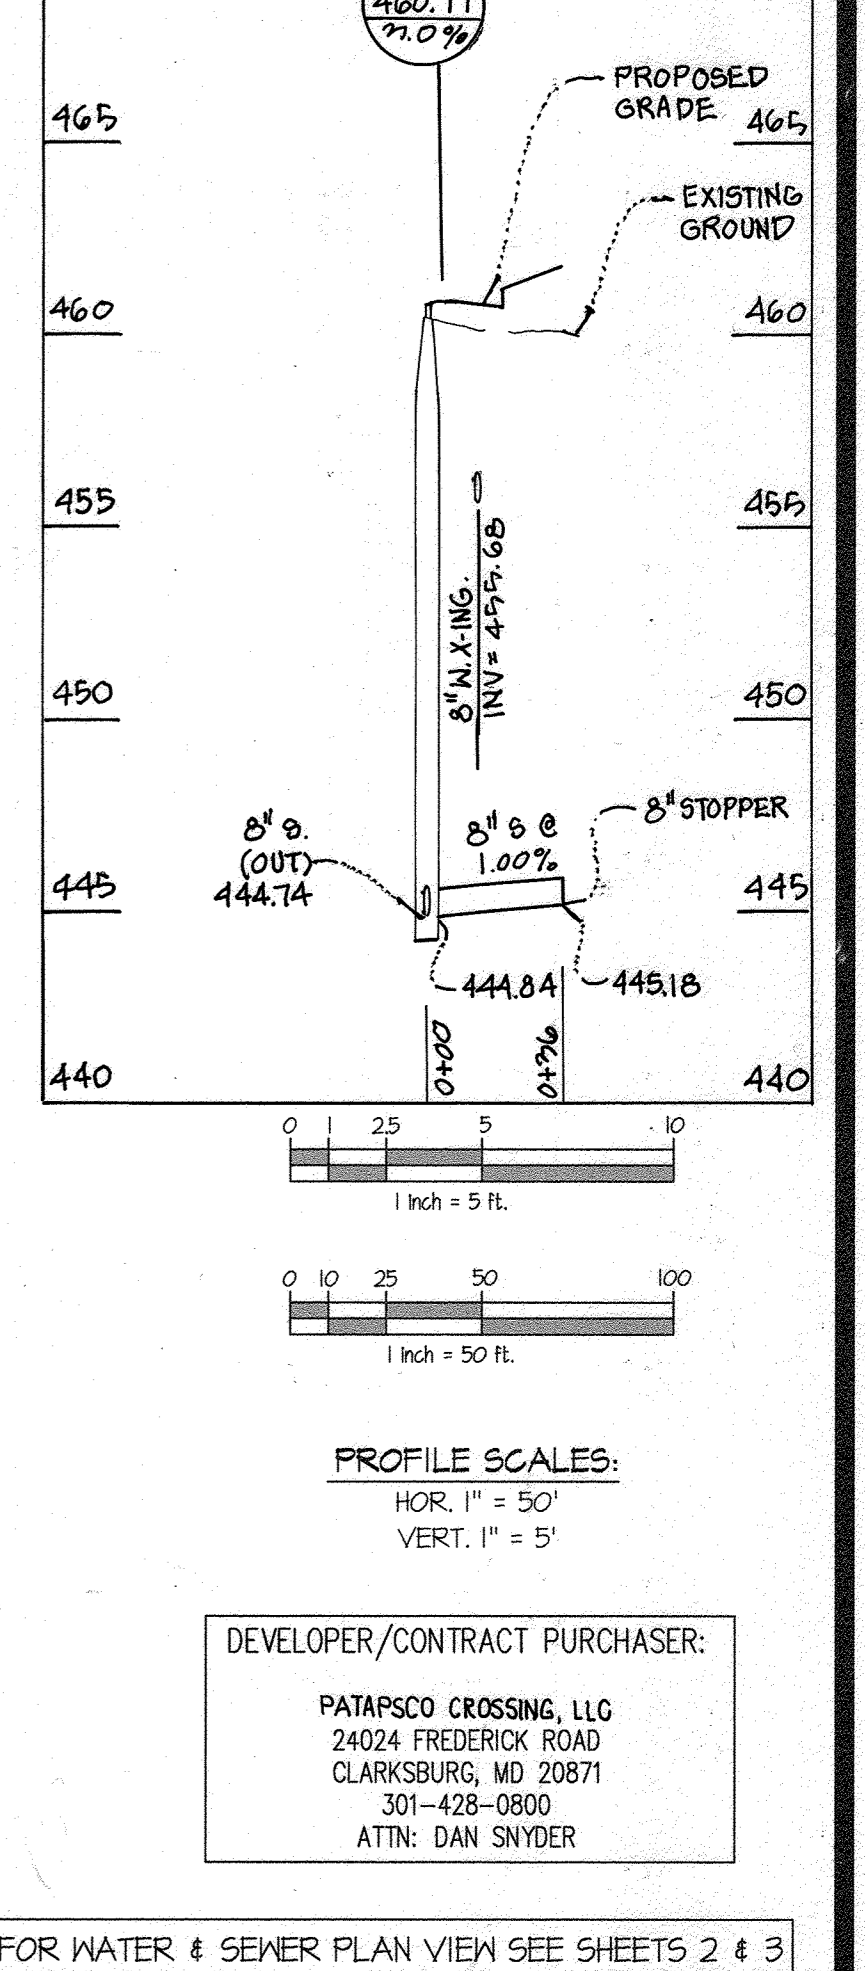 2.0%
PROPOSED
GRADE
465
465
EXISTING
GROUND
460
460
455
455
8" W. X-ING.
INV = 455.68
450
450
8" STOPPER
8" S.
(OUT)
444.74
8" S @
1.00%
445
445
444.84
445.18
0+00
0+36
440
440
0 1 2.5 5 10
1 inch = 5 ft.
0 10 25 50 100
1 inch = 50 ft.
PROFILE SCALES:
HOR. 1" = 50'
VERT. 1" = 5'
DEVELOPER/CONTRACT PURCHASER:
PATAPSCO CROSSING, LLC
24024 FREDERICK ROAD
CLARKSBURG, MD 20871
301-428-0800
ATTN: DAN SNYDER
FOR WATER & SEWER PLAN VIEW SEE SHEETS 2 & 3